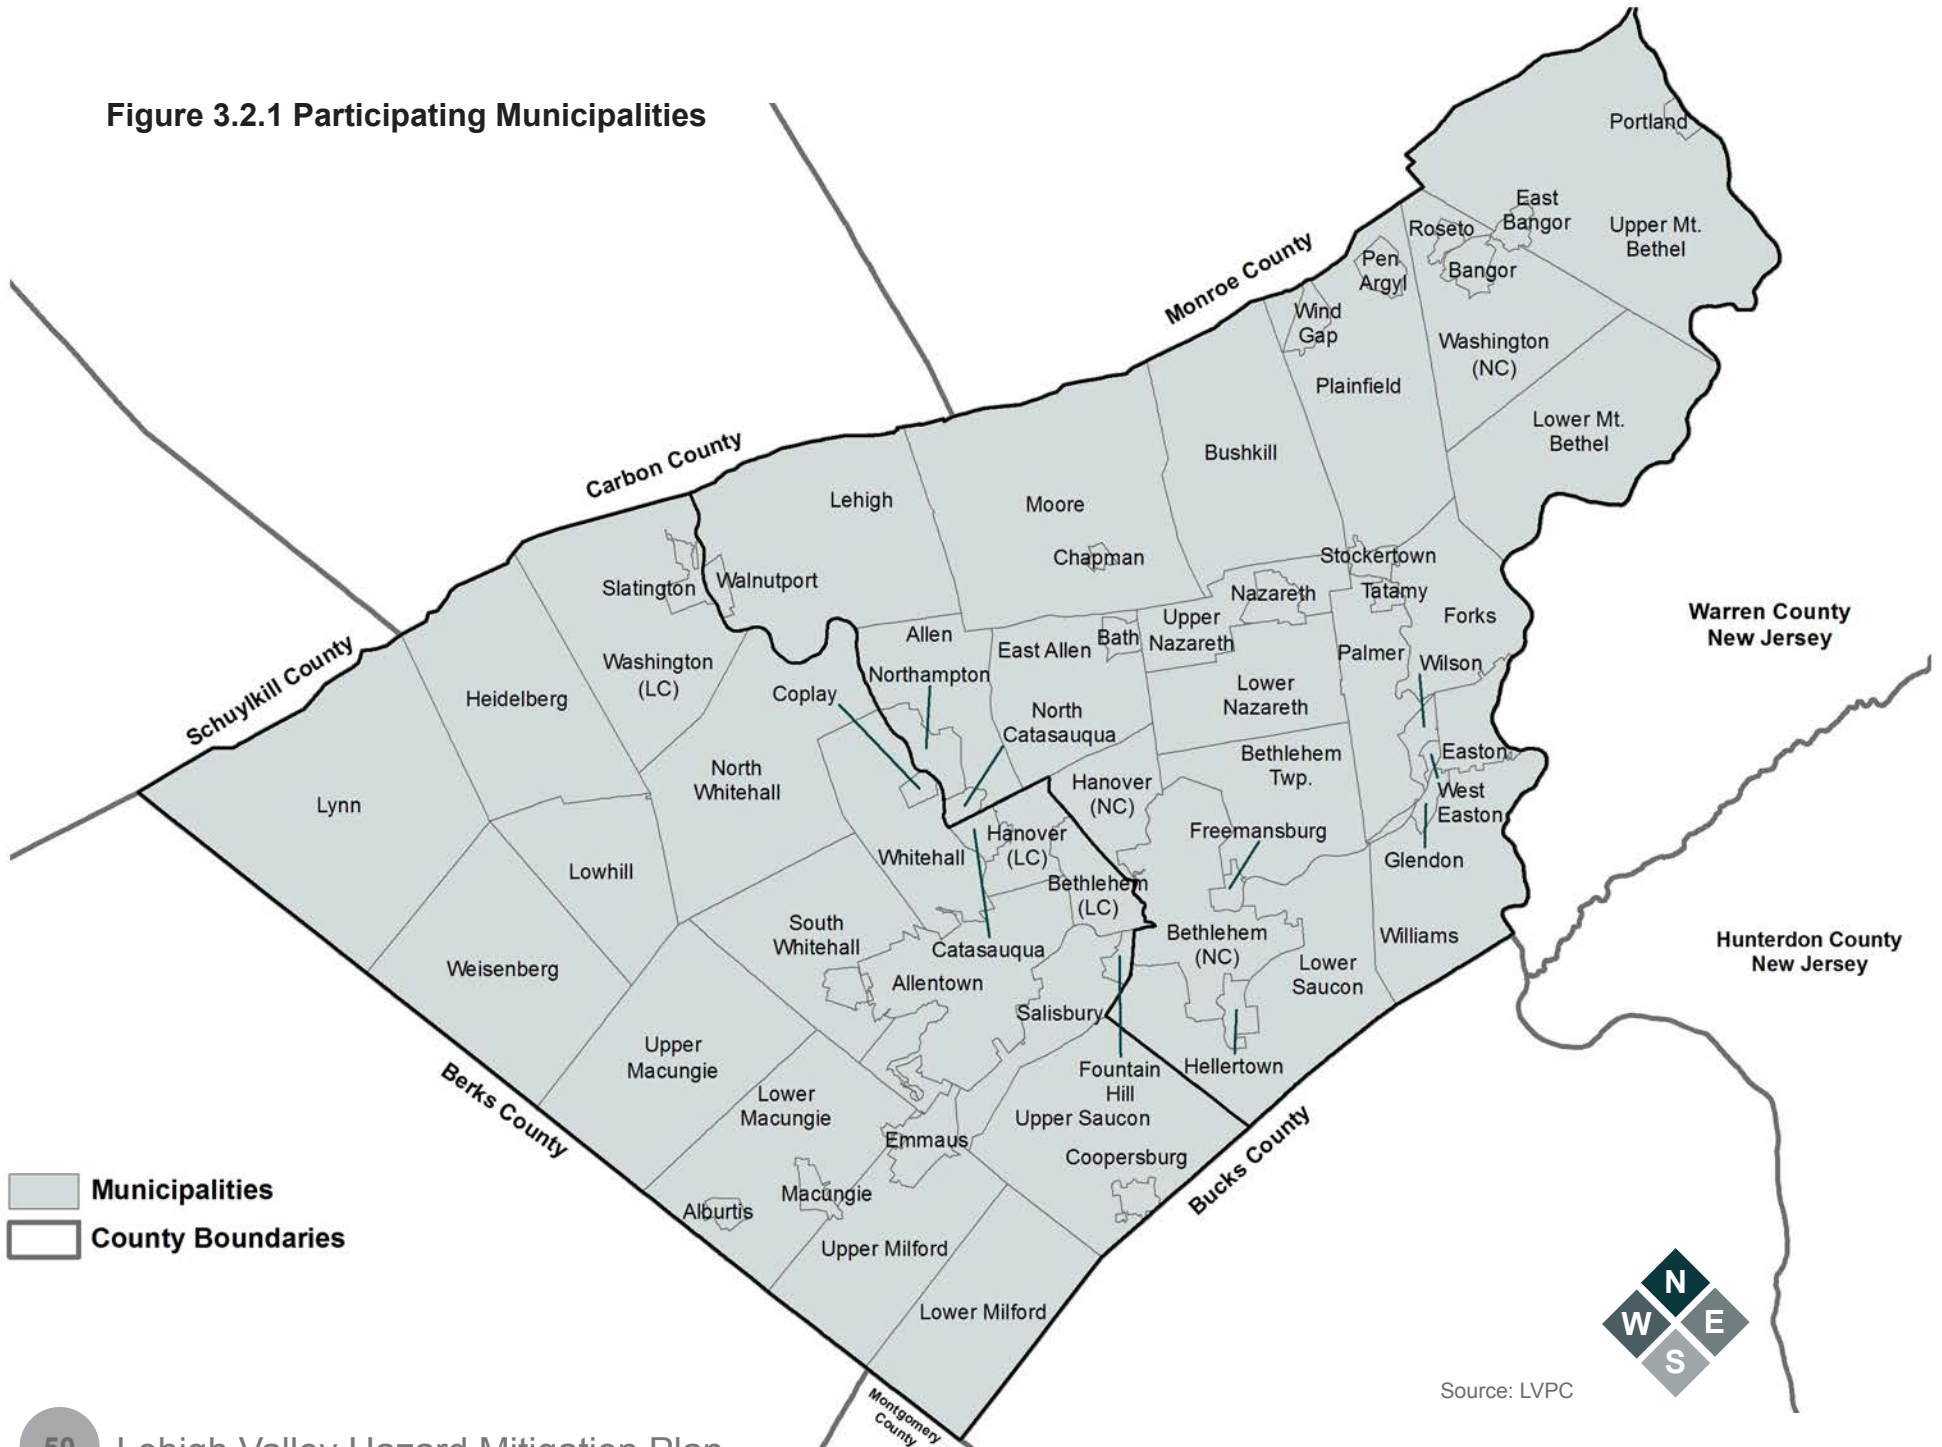 Figure 3.2.1 Participating Municipalities
Portland
East
Bangor
Roseto
Upper Mt.
Bethel
Monroe County
Pen
Argyl
Bangor
Wind
Gap
Washington
(NC)
Plainfield
Lower Mt.
Bethel
Bushkill
Carbon County
Lehigh
Moore
Chapman
Stockertown
Slatington
Walnutport
Nazareth
Tatamy
Forks
Warren County
New Jersey
Schuylkill County
Allen
East Allen
Bath
Upper
Nazareth
Palmer
Wilson
Washington
(LC)
Heidelberg
Northampton
Coplay
Lower
Nazareth
North
Catasauqua
Easton
Bethlehem
Twp.
North
Whitehall
Hanover
(NC)
West
Easton
Lynn
Freemansburg
Hanover
(LC)
Whitehall
Glendon
Lowhill
Bethlehem
(LC)
South
Whitehall
Bethlehem
(NC)
Williams
Catasauqua
Hunterdon County
New Jersey
Weisenberg
Allentown
Lower
Saucon
Salisbury
Upper
Macungie
Fountain
Hill
Hellertown
Berks County
Lower
Macungie
Upper Saucon
Emmaus
Coopersburg
Bucks County
Municipalities
Macungie
Alburtis
County Boundaries
Upper Milford
Lower Milford
N
W E
S
Source: LVPC
Montgomery
County
50 Lehigh Valley Hazard Mitigation Plan